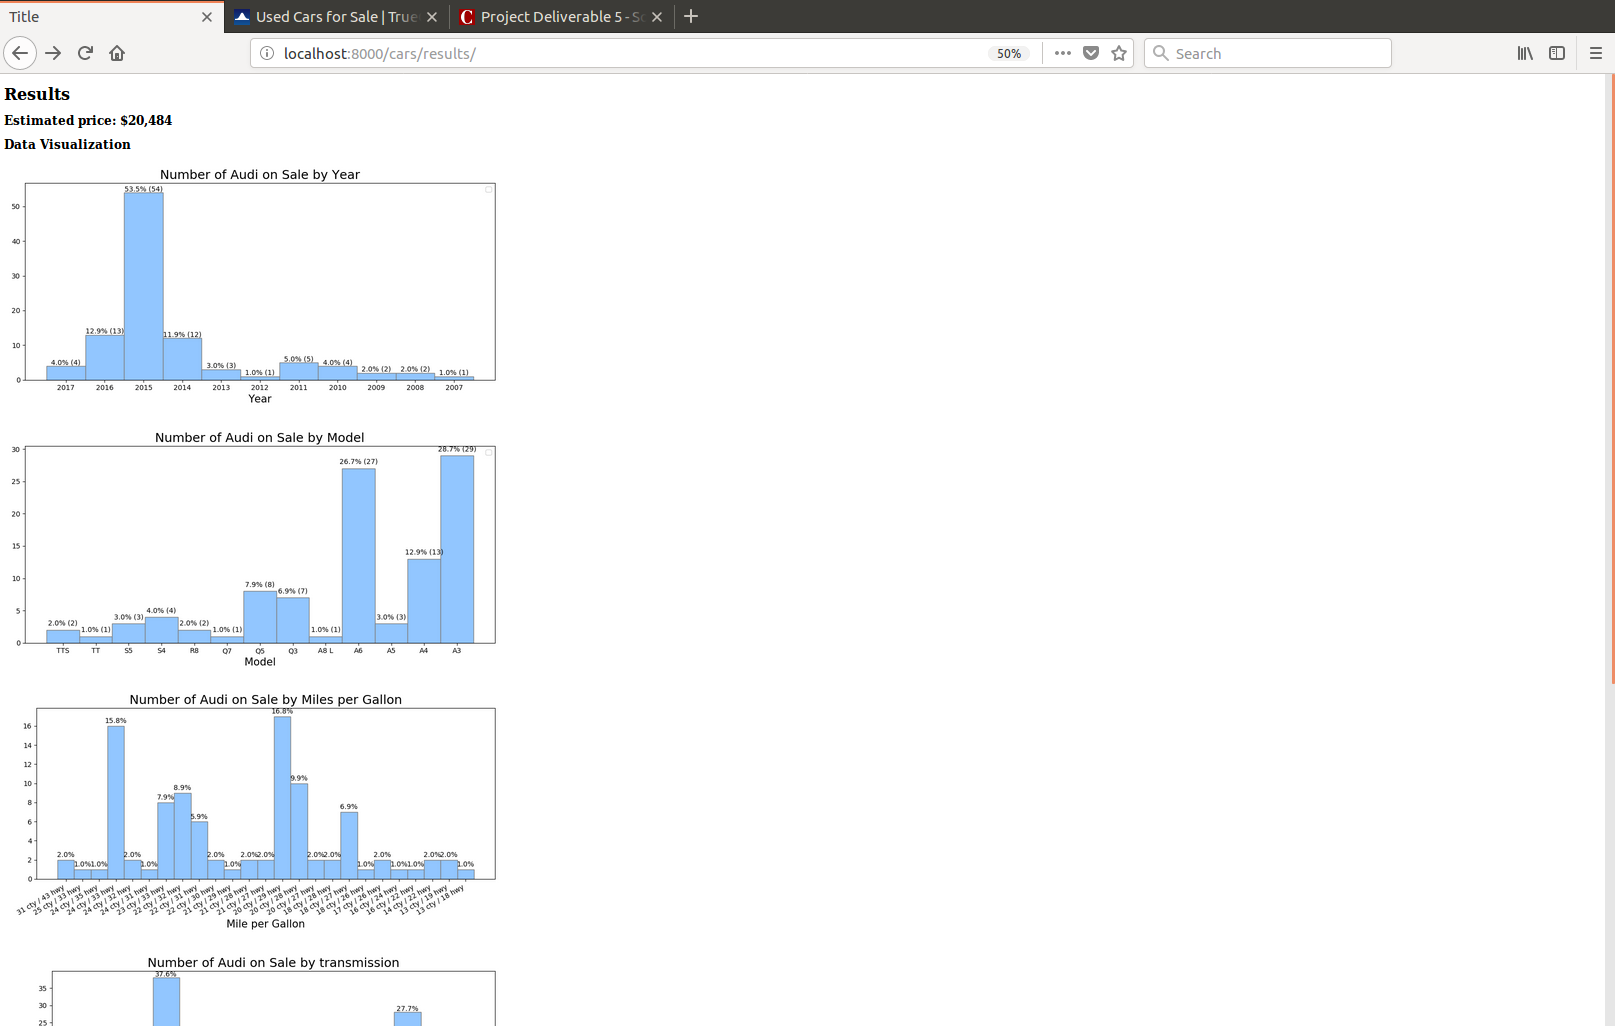 Title
Used Cars for Sale | True
Project Deliverable 5 - Sc
localhost:8000/cars/results/
50%
Search
Results
Estimated price: $20,484
Data Visualization
Number of Audi on Sale by Year
53.5% (54)
12.9% (13)
11.9% (12)
4.0% (4)
3.0% (3)
1.0% (1)
5.0% (5)
4.0% (4)
2.0% (2)
2.0% (2)
1.0% (1)
50
40
30
20
10
0
2017 2016 2015 2014 2013 2012 2011 2010 2009 2008 2007
Year
Number of Audi on Sale by Model
2.0% (2)
1.0% (1)
3.0% (3)
4.0% (4)
2.0% (2)
1.0% (1)
7.9% (8)
6.9% (7)
1.0% (1)
26.7% (27)
3.0% (3)
12.9% (13)
28.7% (29)
30
25
20
15
10
5
0
TTS TT S5 S4 R8 Q7 Q5 Q3 A8 L A6 A5 A4 A3
Model
Number of Audi on Sale by Miles per Gallon
2.0%
1.0%
1.0%
15.8%
2.0%
1.0%
7.9%
8.9%
5.9%
2.0%
1.0%
2.0%
2.0%
16.8%
9.9%
2.0%
2.0%
6.9%
1.0%
2.0%
1.0%
1.0%
2.0%
2.0%
1.0%
16
14
12
10
8
6
4
2
0
31 cty / 43 hwy
25 cty / 33 hwy
24 cty / 35 hwy
24 cty / 33 hwy
24 cty / 32 hwy
24 cty / 31 hwy
23 cty / 33 hwy
22 cty / 32 hwy
22 cty / 31 hwy
22 cty / 30 hwy
21 cty / 29 hwy
21 cty / 28 hwy
21 cty / 27 hwy
20 cty / 29 hwy
20 cty / 28 hwy
20 cty / 27 hwy
18 cty / 28 hwy
18 cty / 27 hwy
18 cty / 26 hwy
17 cty / 26 hwy
16 cty / 24 hwy
16 cty / 22 hwy
14 cty / 22 hwy
13 cty / 19 hwy
13 cty / 18 hwy
Mile per Gallon
Number of Audi on Sale by transmission
37.6%
27.7%
35
30
25